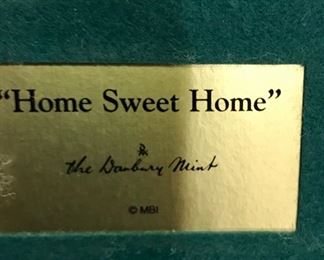 "Home Sweet Home"
the Danbury Mint
© MBI